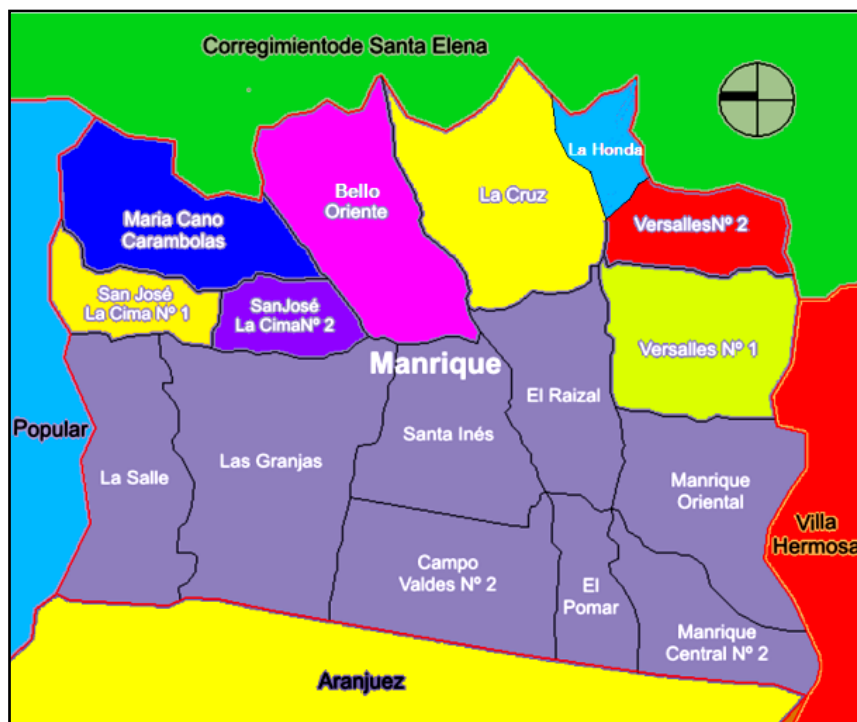 Corregimientode Santa Elena
La Honda
Bello
Oriente
La Cruz
Maria Cano
Carambolas
VersallesNº 2
San José
La Cima Nº 1
SanJosé
La CimaNº 2
Versalles Nº 1
Manrique
El Raizal
Popular
Santa Inés
La Salle
Las Granjas
Manrique
Oriental
Villa
Hermosa
Campo
Valdes Nº 2
El
Pomar
Manrique
Central Nº 2
Aranjuez